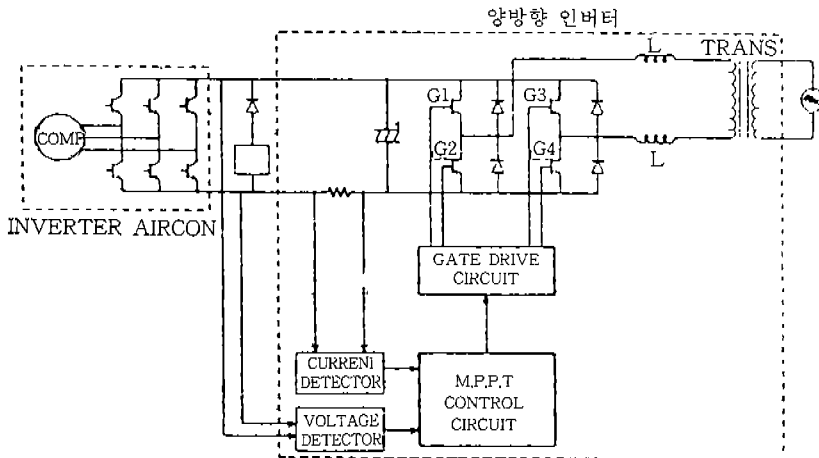 양방향 인버터
L
TRANS
G1
G3
COMP
G2
G4
L
INVERTER AIRCON
GATE DRIVE
CIRCUIT
CURRENT
DETECTOR
M.P.P.T
CONTROL
CIRCUIT
VOLTAGE
DETECTOR